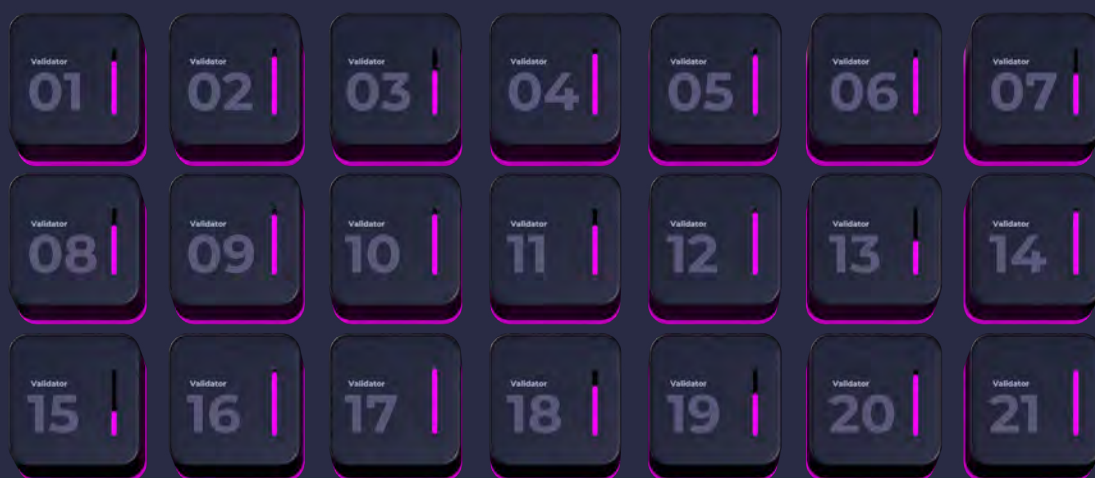 Validator
01
Validator
02
Validator
03
Validator
04
Validator
05
Validator
06
Validator
07
Validator
08
Validator
09
Validator
10
Validator
11
Validator
12
Validator
13
Validator
14
Validator
15
Validator
16
Validator
17
Validator
18
Validator
19
Validator
20
Validator
21